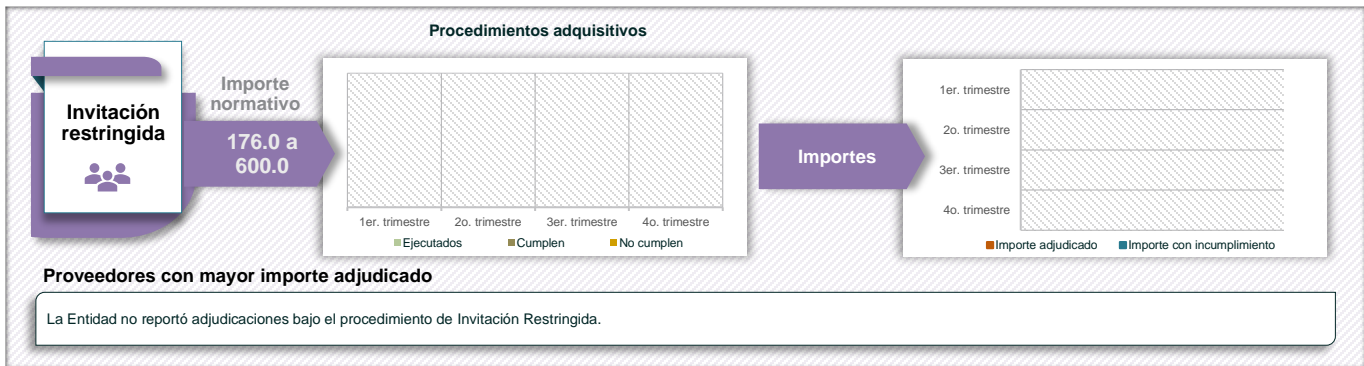 Procedimientos adquisitivos
Invitación
restringida
Importe
normativo
176.0 a
600.0
1er. trimestre 2o. trimestre 3er. trimestre 4o. trimestre
Ejecutados Cumplen No cumplen
Importes
1er. trimestre
2o. trimestre
3er. trimestre
4o. trimestre
Importe adjudicado Importe con incumplimiento
Proveedores con mayor importe adjudicado
La Entidad no reportó adjudicaciones bajo el procedimiento de Invitación Restringida.